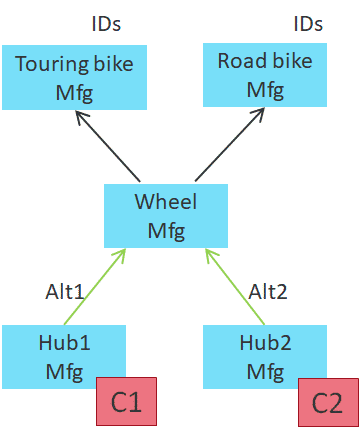 IDs
IDs
Touring bike
Mfg
Road bike
Mfg
Wheel
Mfg
Alt1
Alt2
Hub1
Mfg
C1
Hub2
Mfg
C2